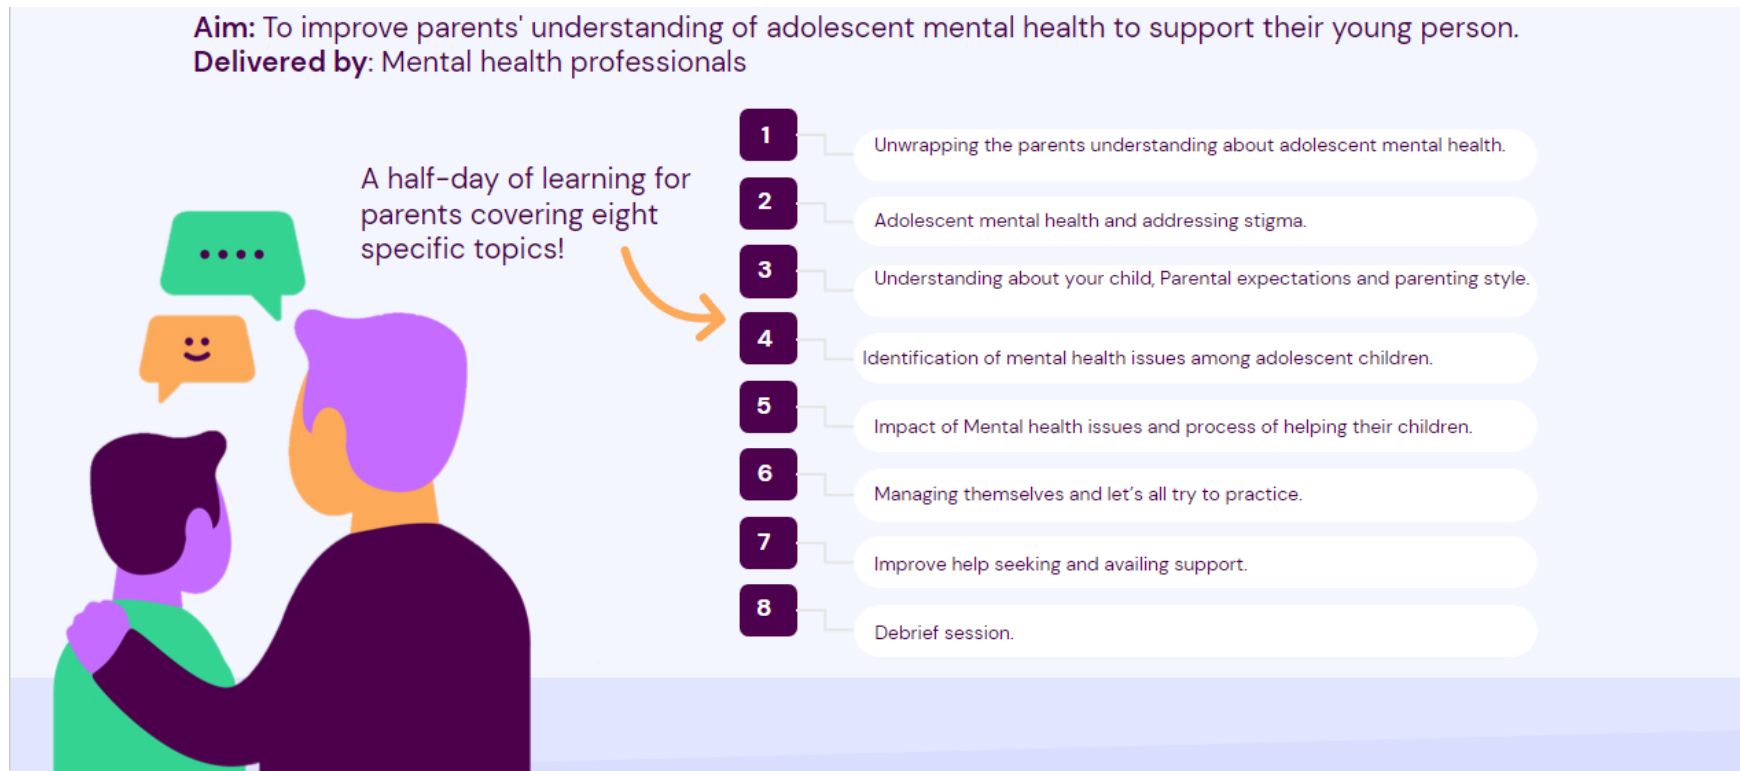 Aim: To improve parents' understanding of adolescent mental health to support their young person.
Delivered by: Mental health professionals
A half-day of learning for
parents covering eight
specific topics!
1
Unwrapping the parents understanding about adolescent mental health.
2
Adolescent mental health and addressing stigma.
3
Understanding about your child, Parental expectations and parenting style.
4
Identification of mental health issues among adolescent children.
5
Impact of Mental health issues and process of helping their children.
6
Managing themselves and let’s all try to practice.
7
Improve help seeking and availing support.
8
Debrief session.